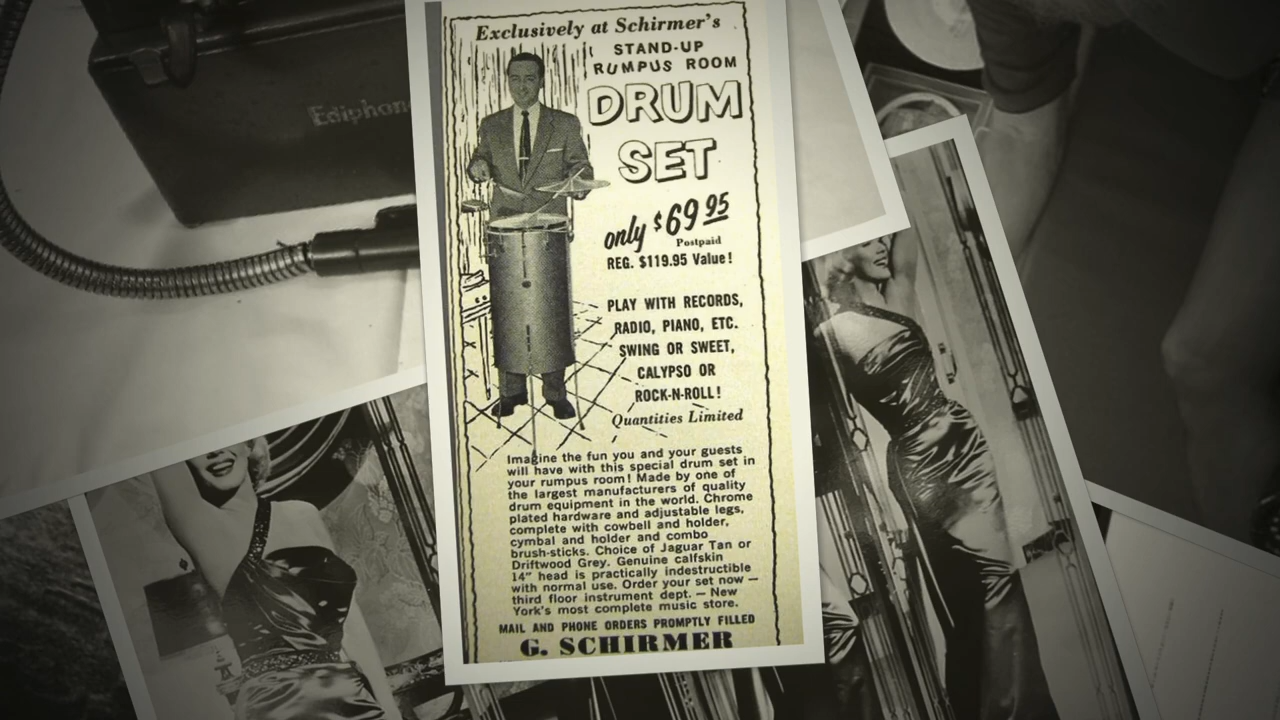 Ediphon
Exclusively at Schirmer's
STAND-UP
RUMPUS ROOM
DRUM
SET
only $69 95
Postpaid
REG. $119.95 Value!
PLAY WITH RECORDS,
RADIO, PIANO, ETC.
SWING OR SWEET,
CALYPSO OR
ROCK-N-ROLL!
Quantities Limited
Imagine the fun you and your guests
will have with this special drum set in
your rumpus room! Made by one of
the largest manufacturers of quality
drum equipment in the world. Chrome
plated hardware and adjustable legs,
complete with cowbell and holder,
cymbal and holder and combo
brush-sticks. Choice of Jaguar Tan or
Driftwood Grey. Genuine calfskin
14" head is practically indestructible
with normal use. Order your set now —
third floor instrument dept. — New
York's most complete music store.
MAIL AND PHONE ORDERS PROMPTLY FILLED
G. SCHIRMER